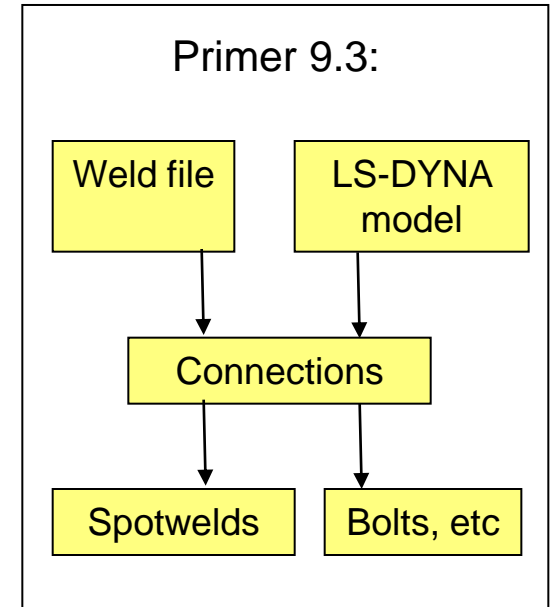 Primer 9.3:
Weld file
LS-DYNA
model
Connections
Spotwelds
Bolts, etc